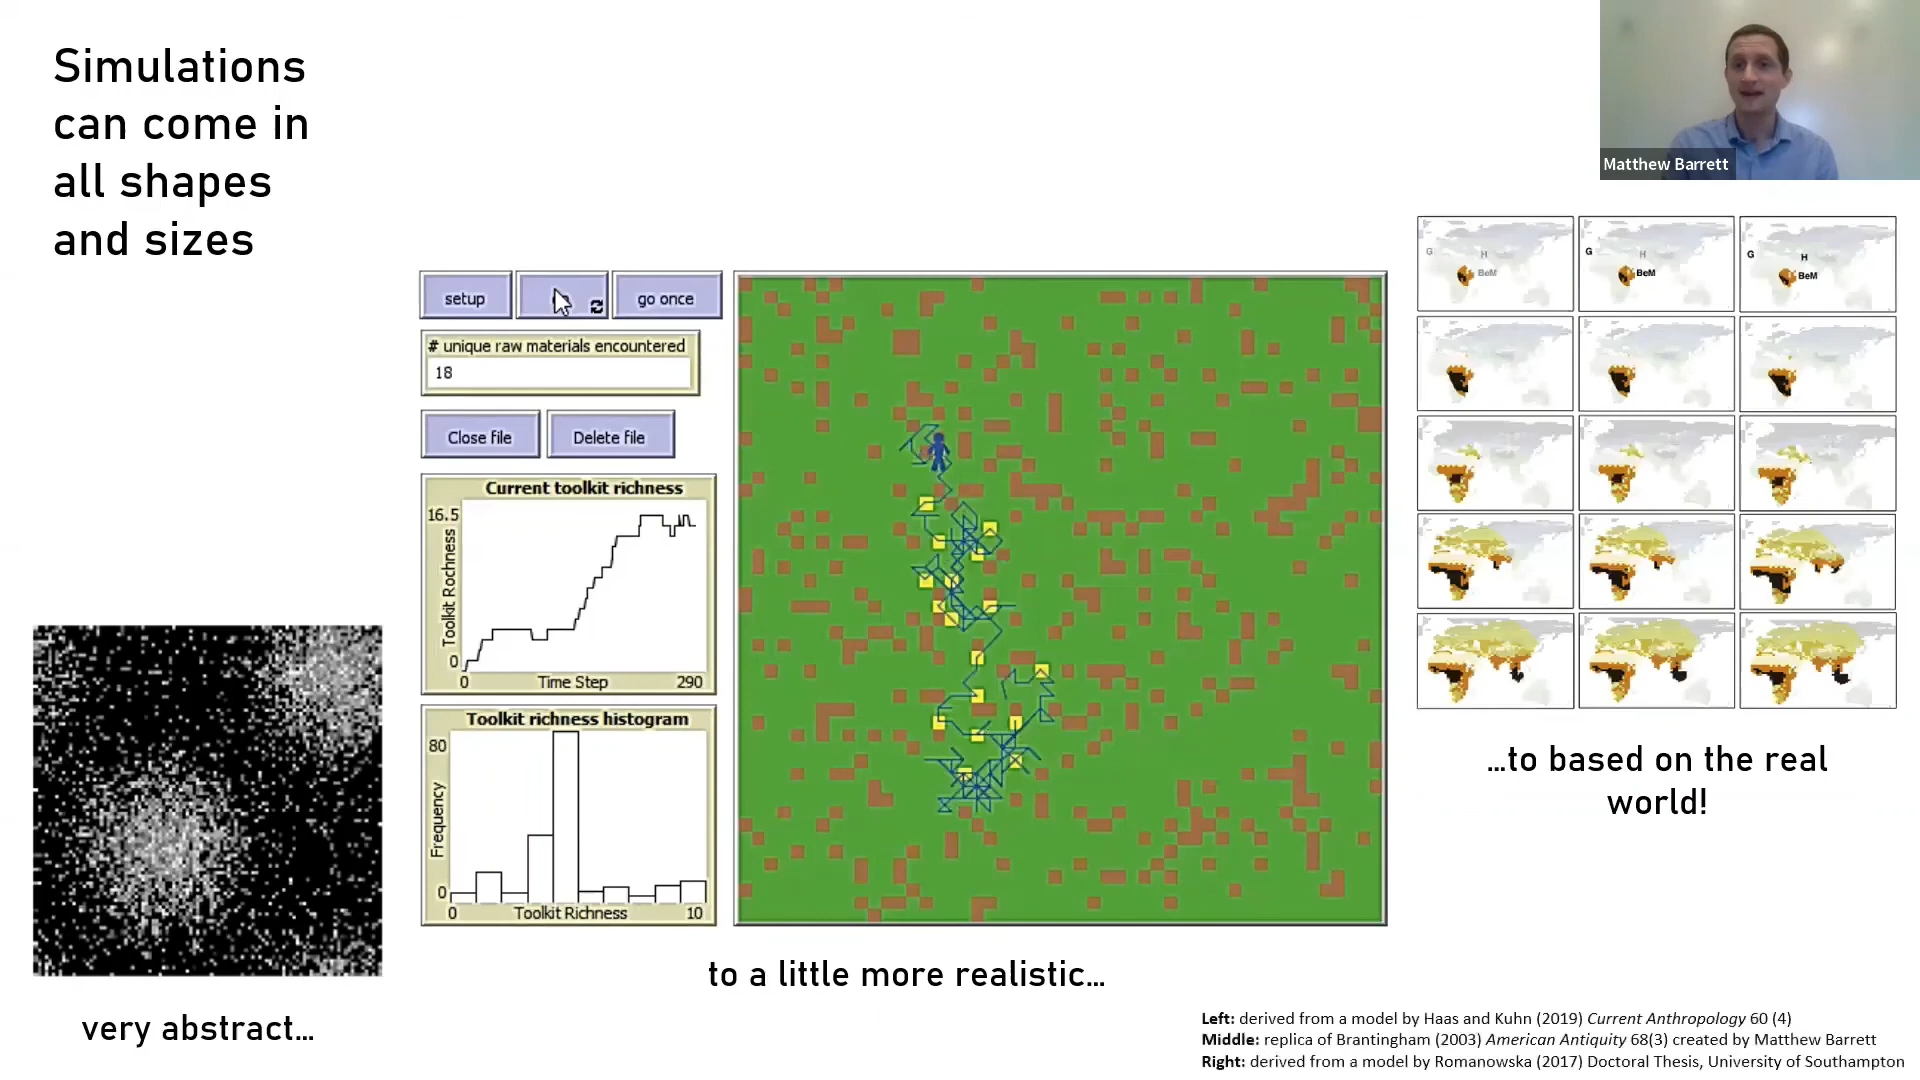 Simulations
can come in
all shapes
and sizes
Matthew Barrett
setup
go once
# unique raw materials encountered
18
Close file
Delete file
Current toolkit richness
16.5
Toolkit Rochness
0
0
Time Step
290
Toolkit richness histogram
80
Frequency
0
0
Toolkit Richness
10
G
H
BeM
G
H
BeM
G
H
BeM
…to based on the real
world!
to a little more realistic…
very abstract…
Left: derived from a model by Haas and Kuhn (2019) Current Anthropology 60 (4)
Middle: replica of Brantingham (2003) American Antiquity 68(3) created by Matthew Barrett
Right: derived from a model by Romanowska (2017) Doctoral Thesis, University of Southampton